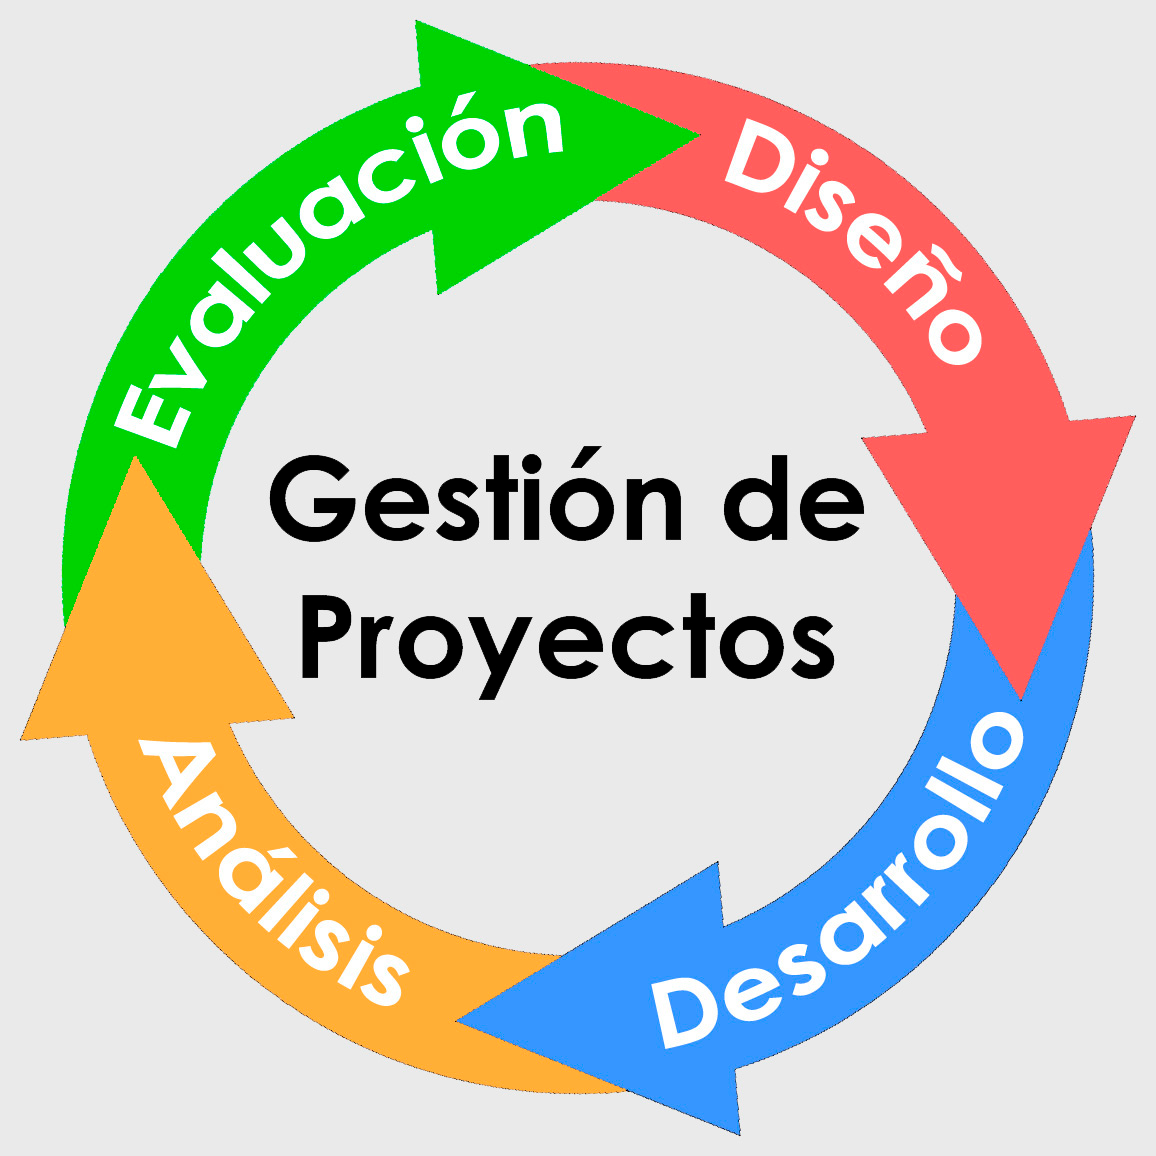 Evaluación
Diseño
Gestión de
Proyectos
Análisis
Desarrollo